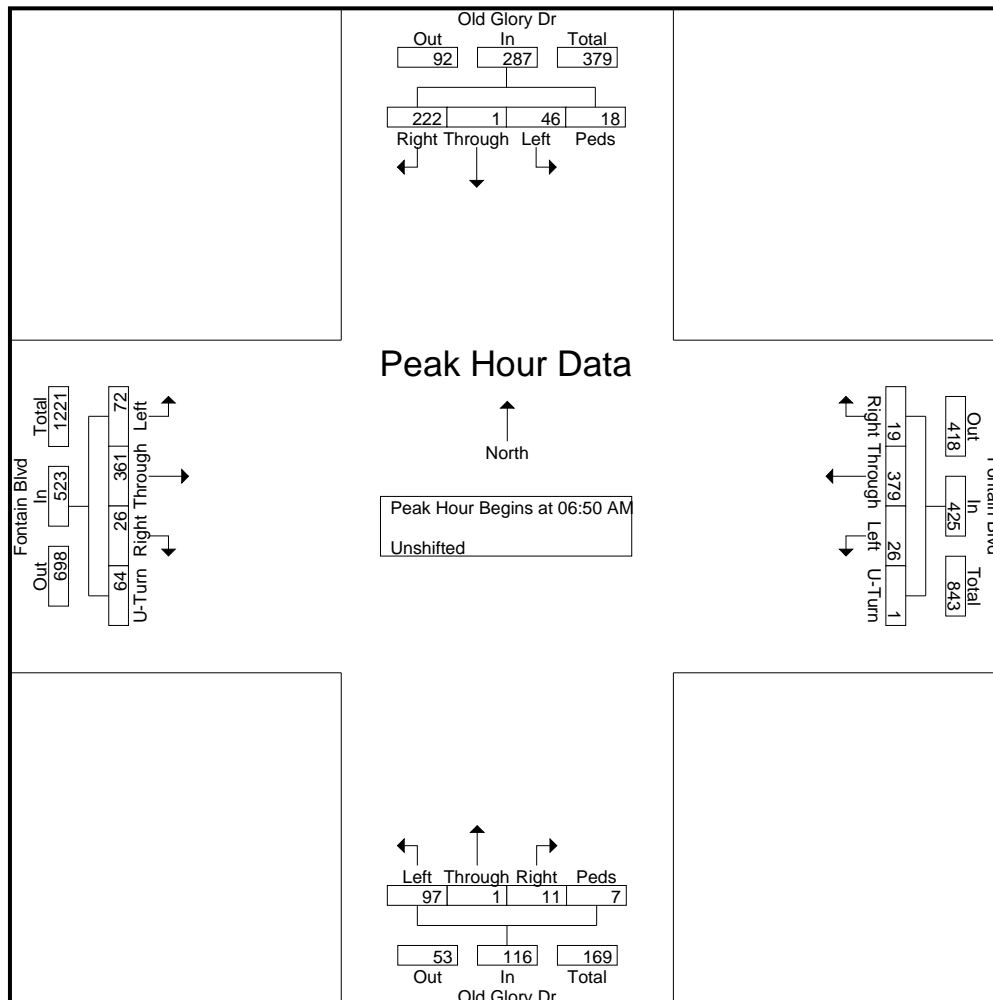 Old Glory Dr
Out In Total
92 287 379
222 1 46 18
Right Through Left Peds
Peak Hour Data
North
Peak Hour Begins at 06:50 AM
Unshifted
Fontain Blvd
Total In Out
1221 523 698
72 361 26 64
Left Through Right U-Turn
Fontain Blvd
Out In Total
418 425 843
19 379 26 1
Right Through Left U-Turn
Left Through Right Peds
97 1 11 7
53 116 169
Out In Total
Old Glory Dr